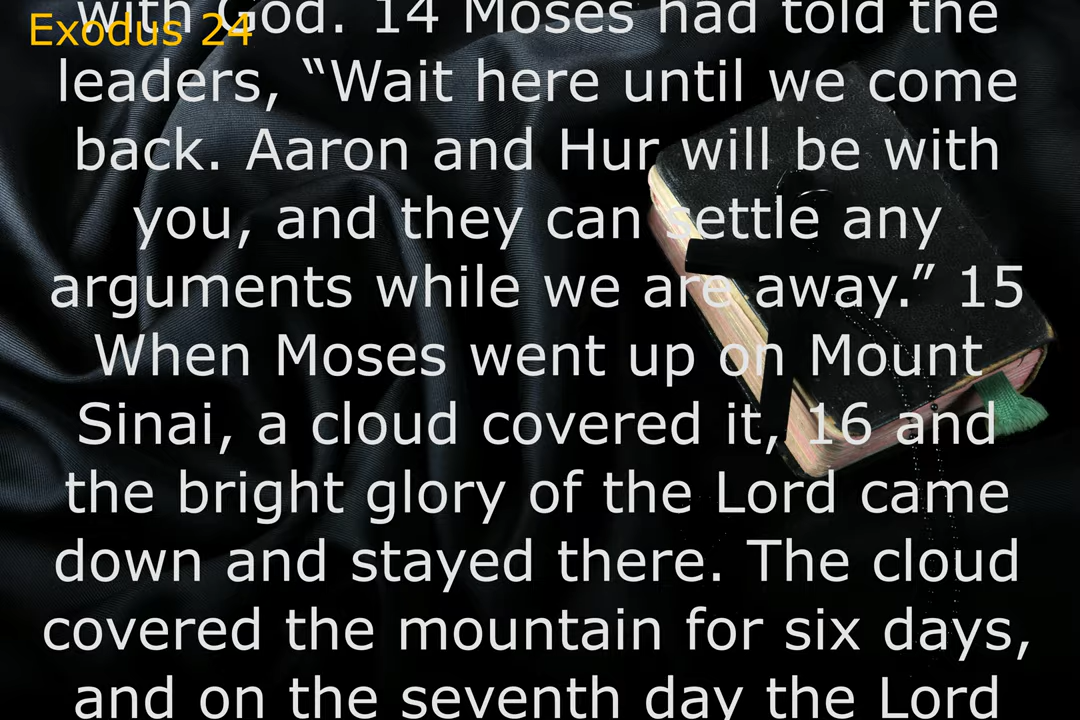 Exodus 24
with God. 14 Moses had told the
leaders, “Wait here until we come
back. Aaron and Hur will be with
you, and they can settle any
arguments while we are away.” 15
When Moses went up on Mount
Sinai, a cloud covered it, 16 and
the bright glory of the Lord came
down and stayed there. The cloud
covered the mountain for six days,
and on the seventh day the Lord